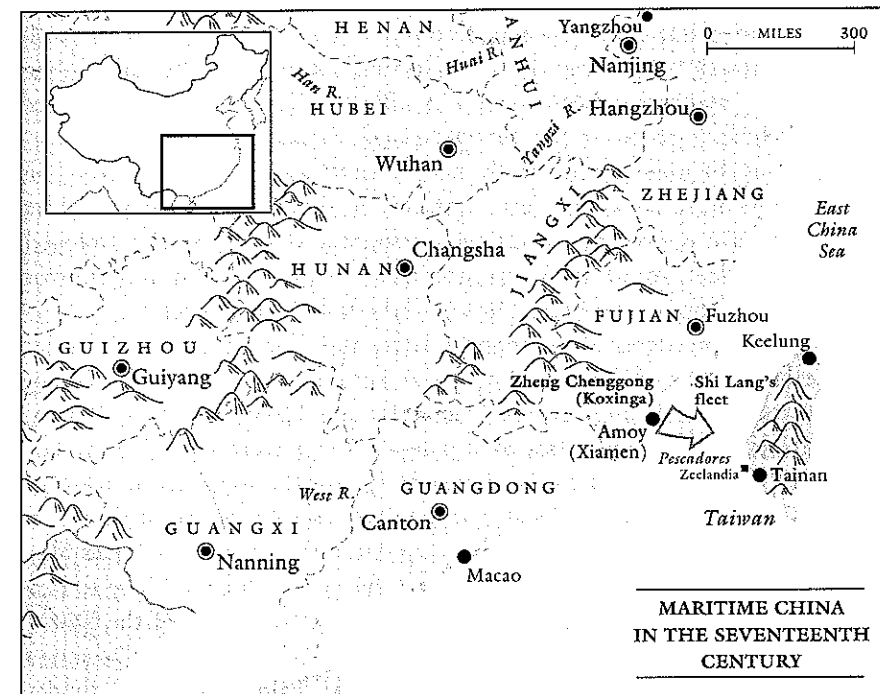 HENAN
ANHUI
Yangzhou
Nanjing
0 MILES 300
Huai R.
Han R.
HUBEI
Yangzi R.
Hangzhou
Wuhan
ZHEJIANG
JIANGXI
East
China
Sea
Changsha
HUNAN
FUJIAN
Fuzhou
Keelung
GUIZHOU
Guiyang
Zheng Chenggong
(Koxinga)
Shi Lang's
fleet
Amoy
(Xiamen)
Pescadores
Zeelandia
Tainan
Taiwan
West R.
GUANGDONG
Canton
GUANGXI
Nanning
Macao
MARITIME CHINA
IN THE SEVENTEENTH
CENTURY